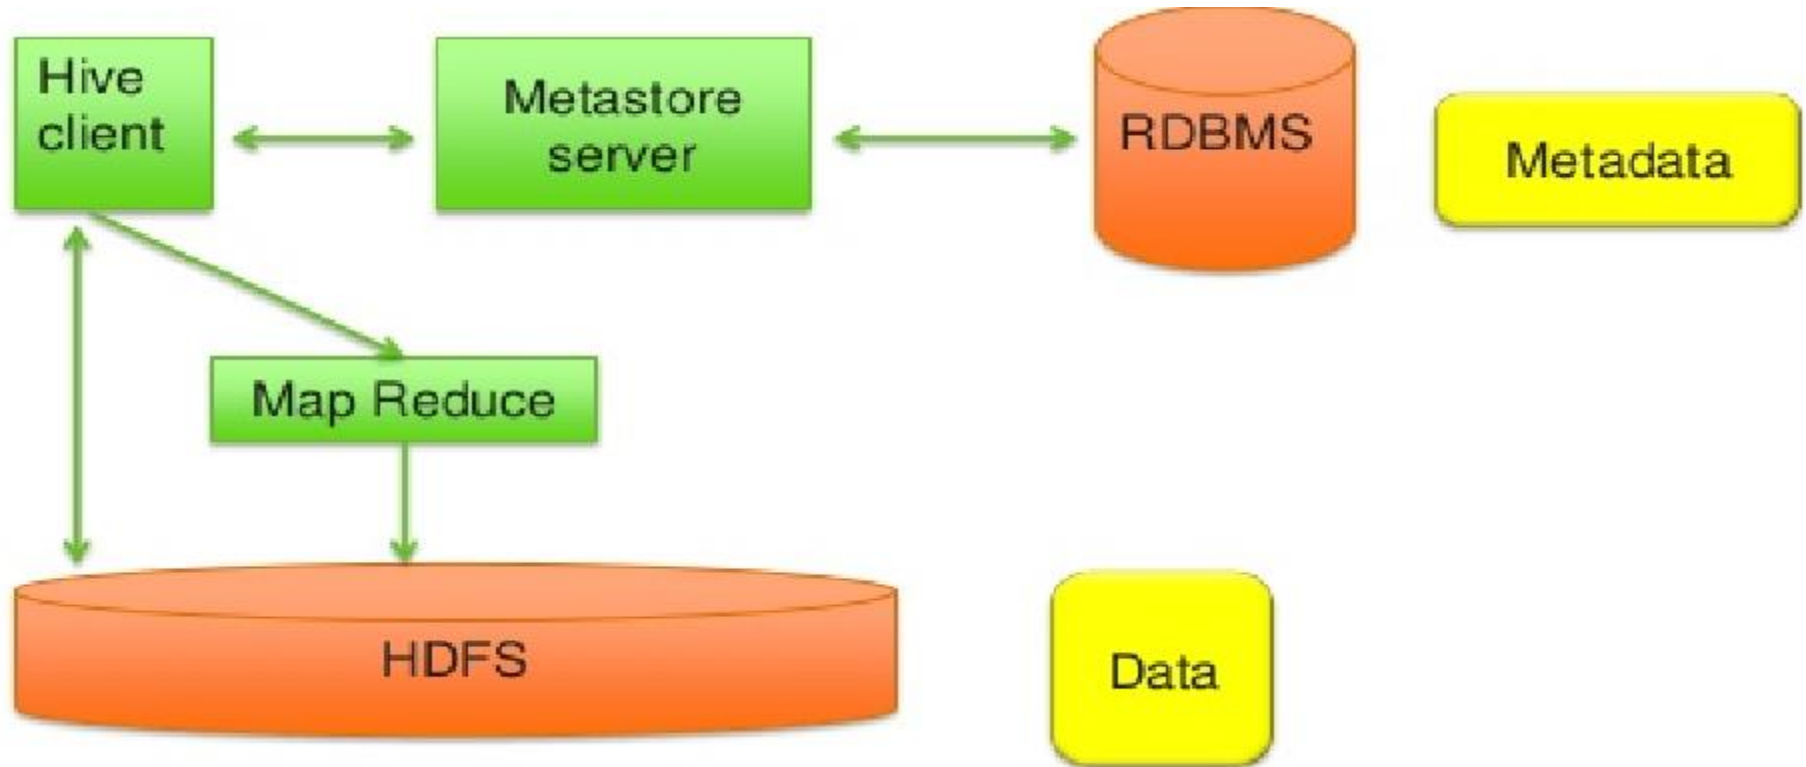 Hive
client
Metastore
server
RDBMS
Metadata
Map Reduce
HDFS
Data